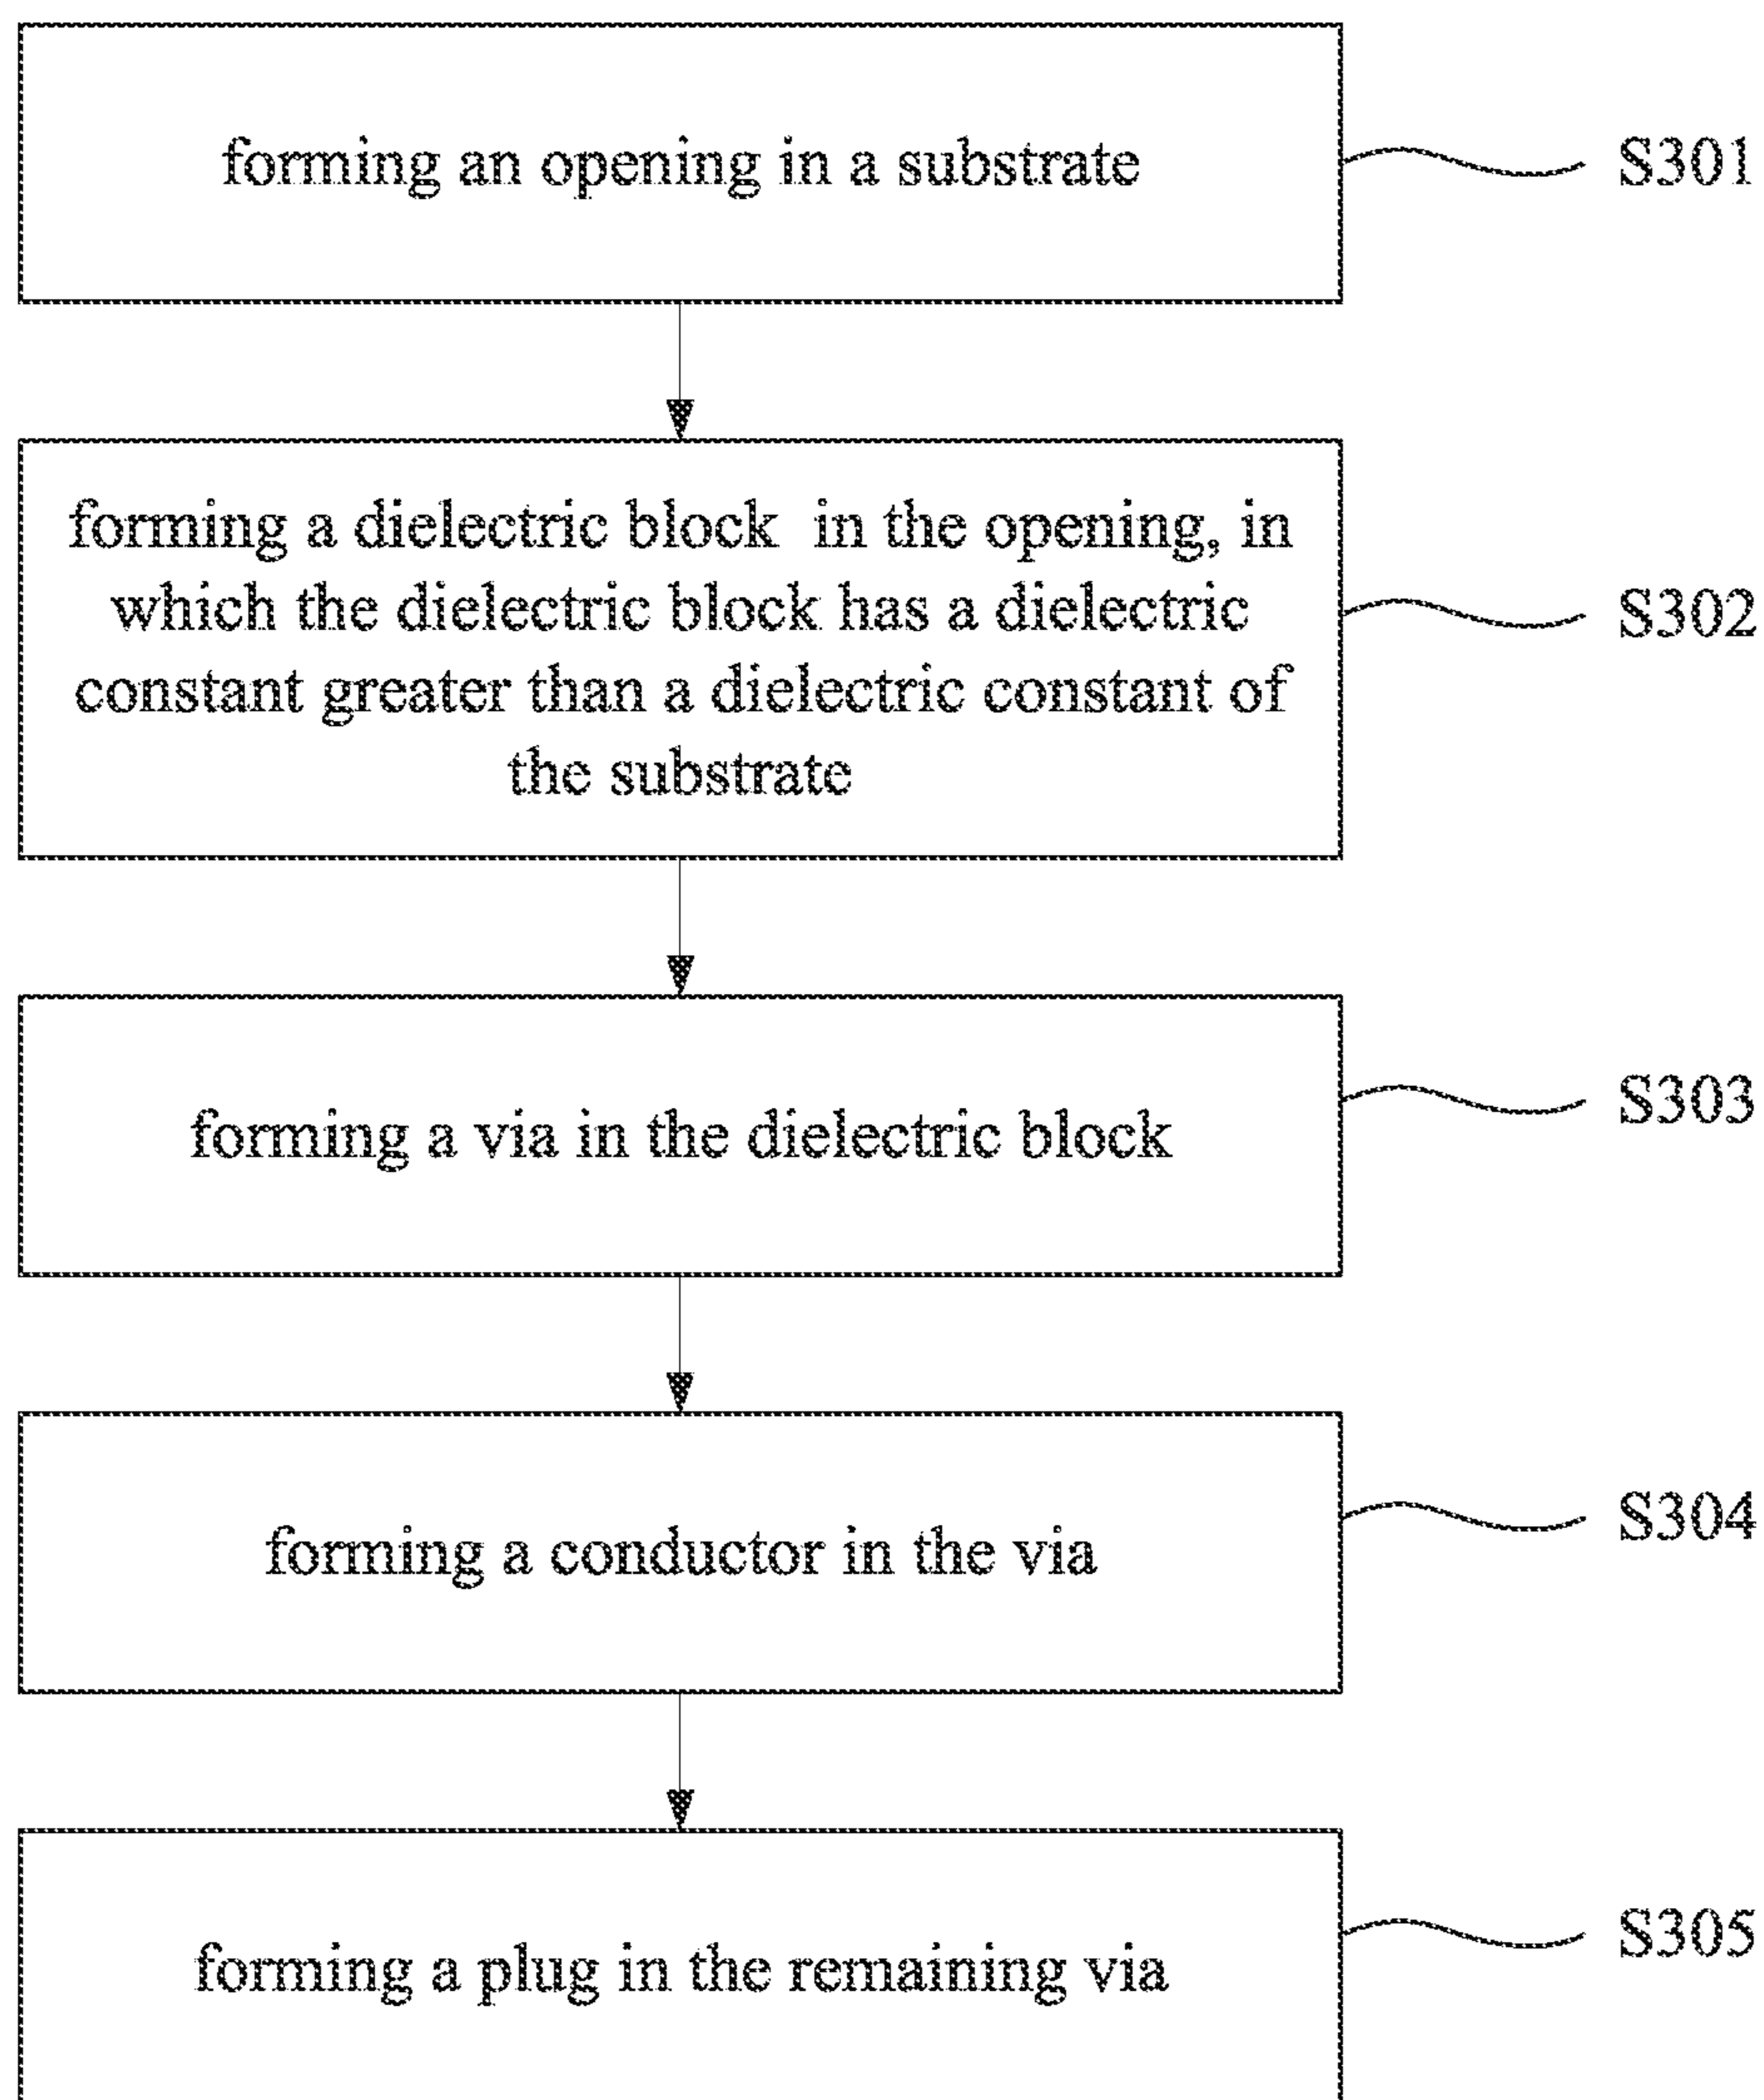 forming an opening in a substrate
S301
forming a dielectric block in the opening, in
which the dielectric block has a dielectric
constant greater than a dielectric constant of
the substrate
S302
forming a via in the dielectric block
S303
forming a conductor in the via
S304
forming a plug in the remaining via
S305